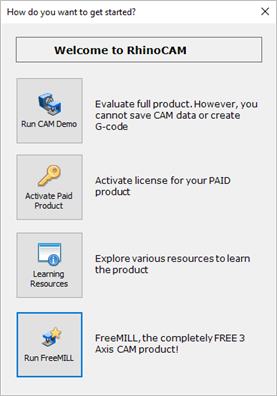 How do you want to get started?
Welcome to RhinoCAM
Run CAM Demo
Evaluate full product. However, you
cannot save CAM data or create
G-code
Activate Paid
Product
Activate license for your PAID
product
Learning
Resources
Explore various resources to learn
the product
Run FreeMILL
FreeMILL, the completely FREE 3
Axis CAM product!